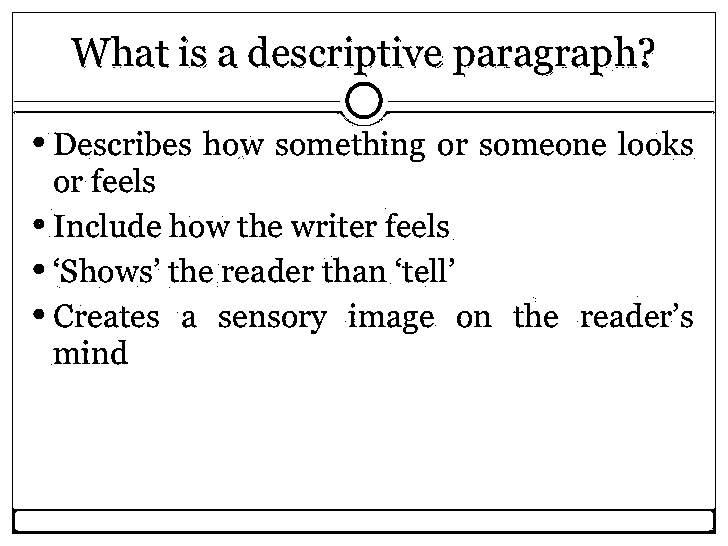 What is a descriptive paragraph?
• Describes how something or someone looks
or feels
• Include how the writer feels
• ‘Shows’ the reader than ‘tell’
• Creates a sensory image on the reader’s
mind